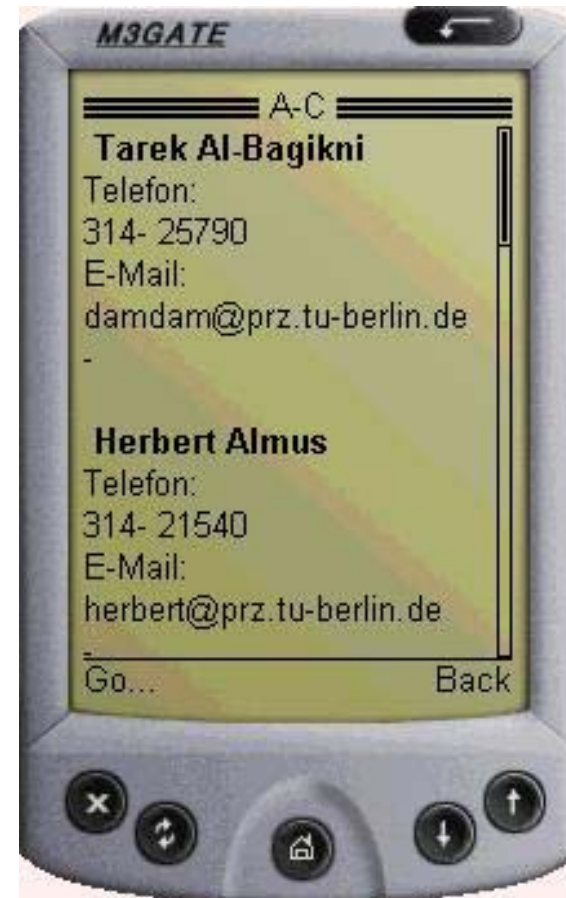 M3GATE
A-C
Tarek Al-Bagikni
Telefon:
314- 25790
E-Mail:
damdam@prz.tu-berlin.de
-
Herbert Almus
Telefon:
314- 21540
E-Mail:
herbert@prz.tu-berlin.de
-
Go... Back